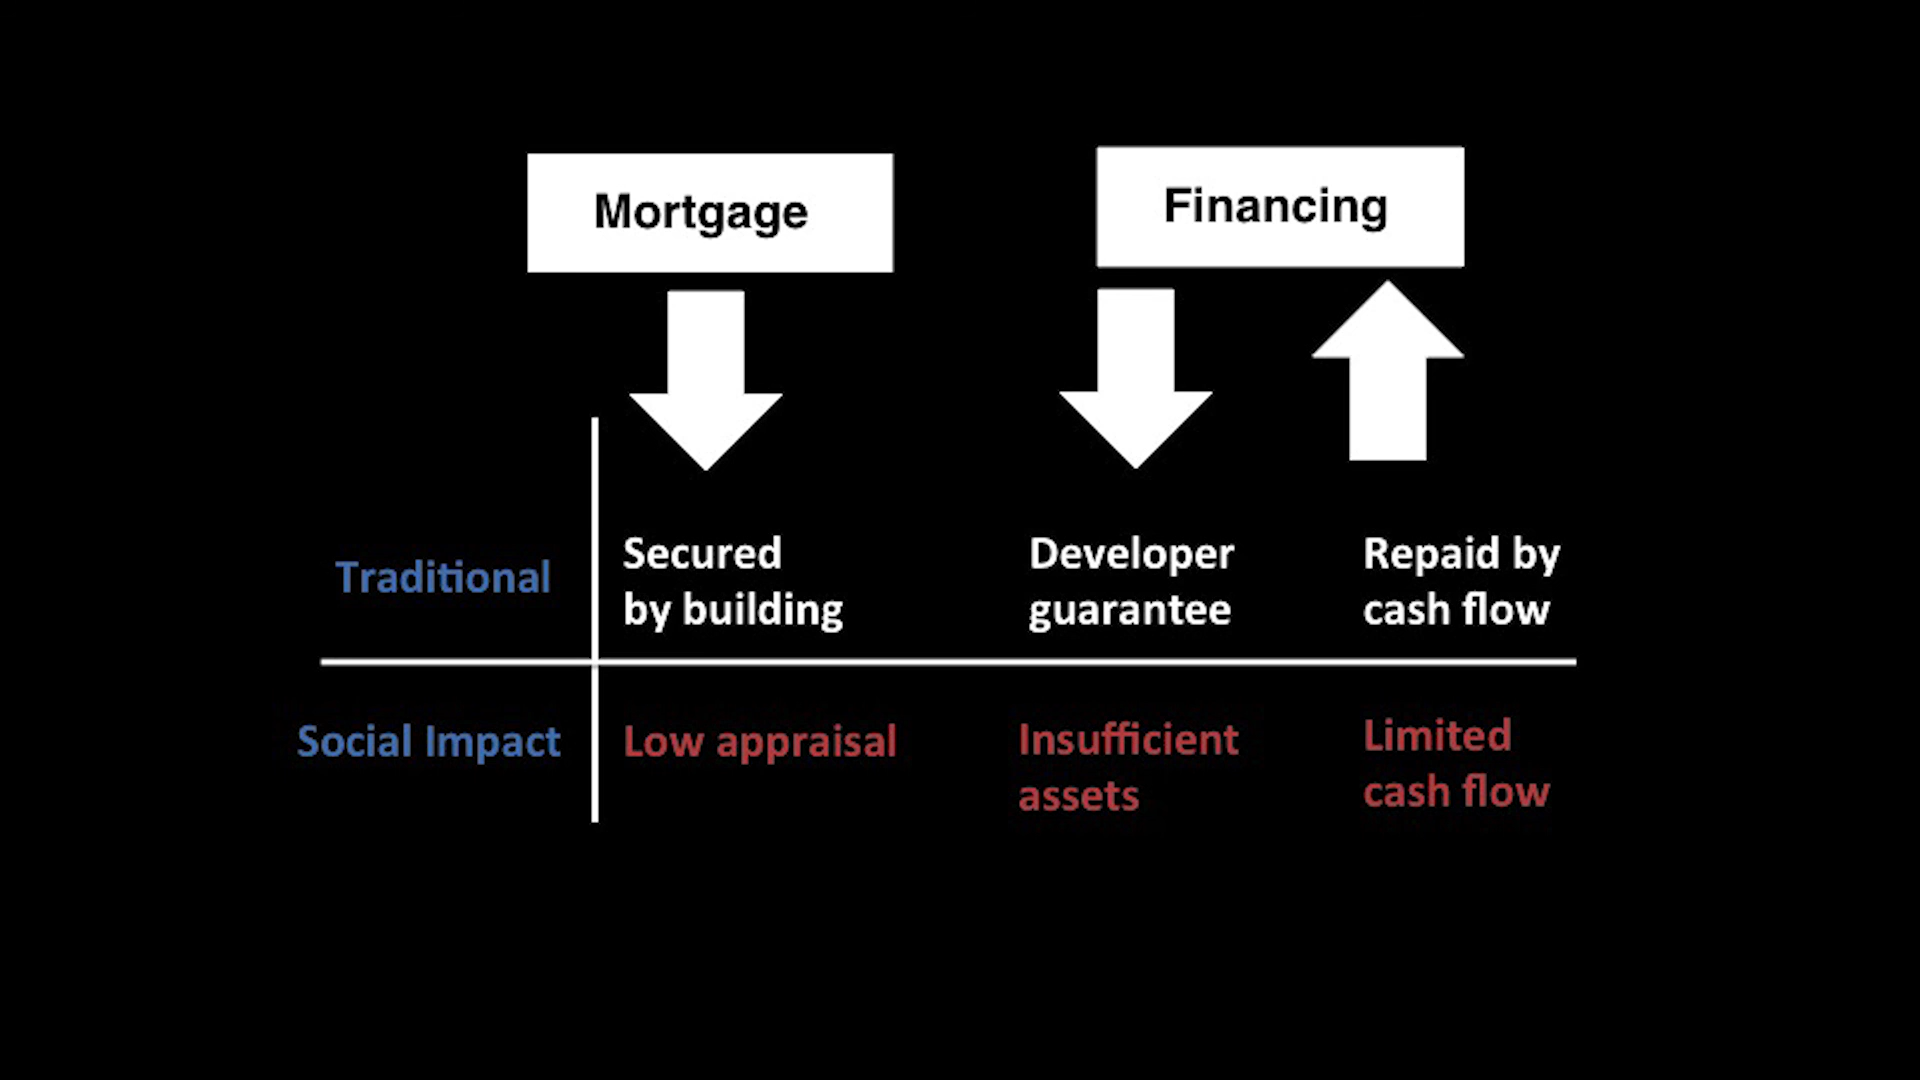 Mortgage
Financing
Traditional
Secured
by building
Developer
guarantee
Repaid by
cash flow
Social Impact
Low appraisal
Insufficient
assets
Limited
cash flow